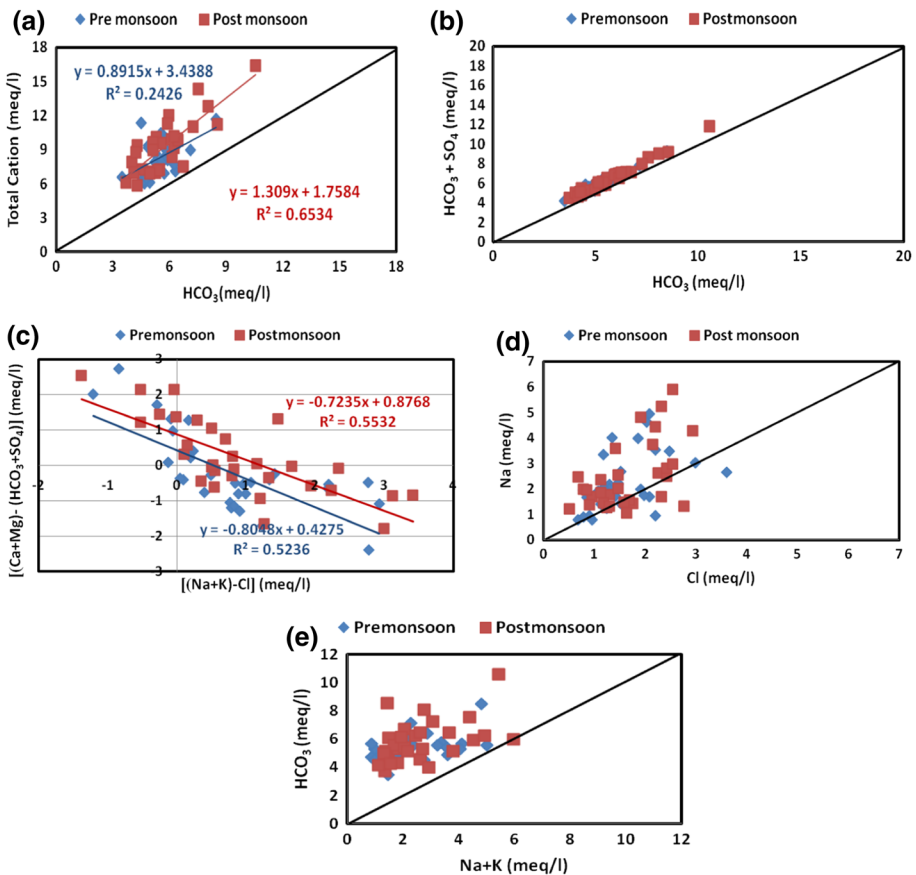 (a)
Pre monsoon
Post monsoon
18
15
12
9
6
3
0
y = 0.8915x + 3.4388
R² = 0.2426
y = 1.309x + 1.7584
R² = 0.6534
Total Cation (meq/l)
0 3 6 9 12 15 18
HCO₃(meq/l)
(b)
Premonsoon
Postmonsoon
20
18
16
14
12
10
8
6
4
2
0
HCO₃ + SO₄ (meq/l)
0 5 10 15 20
HCO₃ (meq/l)
(c)
Premonsoon
Postmonsoon
3
2
1
0
-1
-2
3
y = -0.7235x + 0.8768
R² = 0.5532
-2 -1 0 1 2 3 4
y = -0.8048x + 0.4275
R² = 0.5236
[(Ca+Mg)- (HCO₃+SO₄)] (meq/l)
[(Na+K)-Cl] (meq/l)
(d)
Pre monsoon
Post monsoon
7
6
5
4
3
2
1
0
Na (meq/l)
0 1 2 3 4 5 6 7
Cl (meq/l)
(e)
Premonsoon
Postmonsoon
12
10
8
6
4
2
0
HCO₃ (meq/l)
0 2 4 6 8 10 12
Na+K (meq/l)